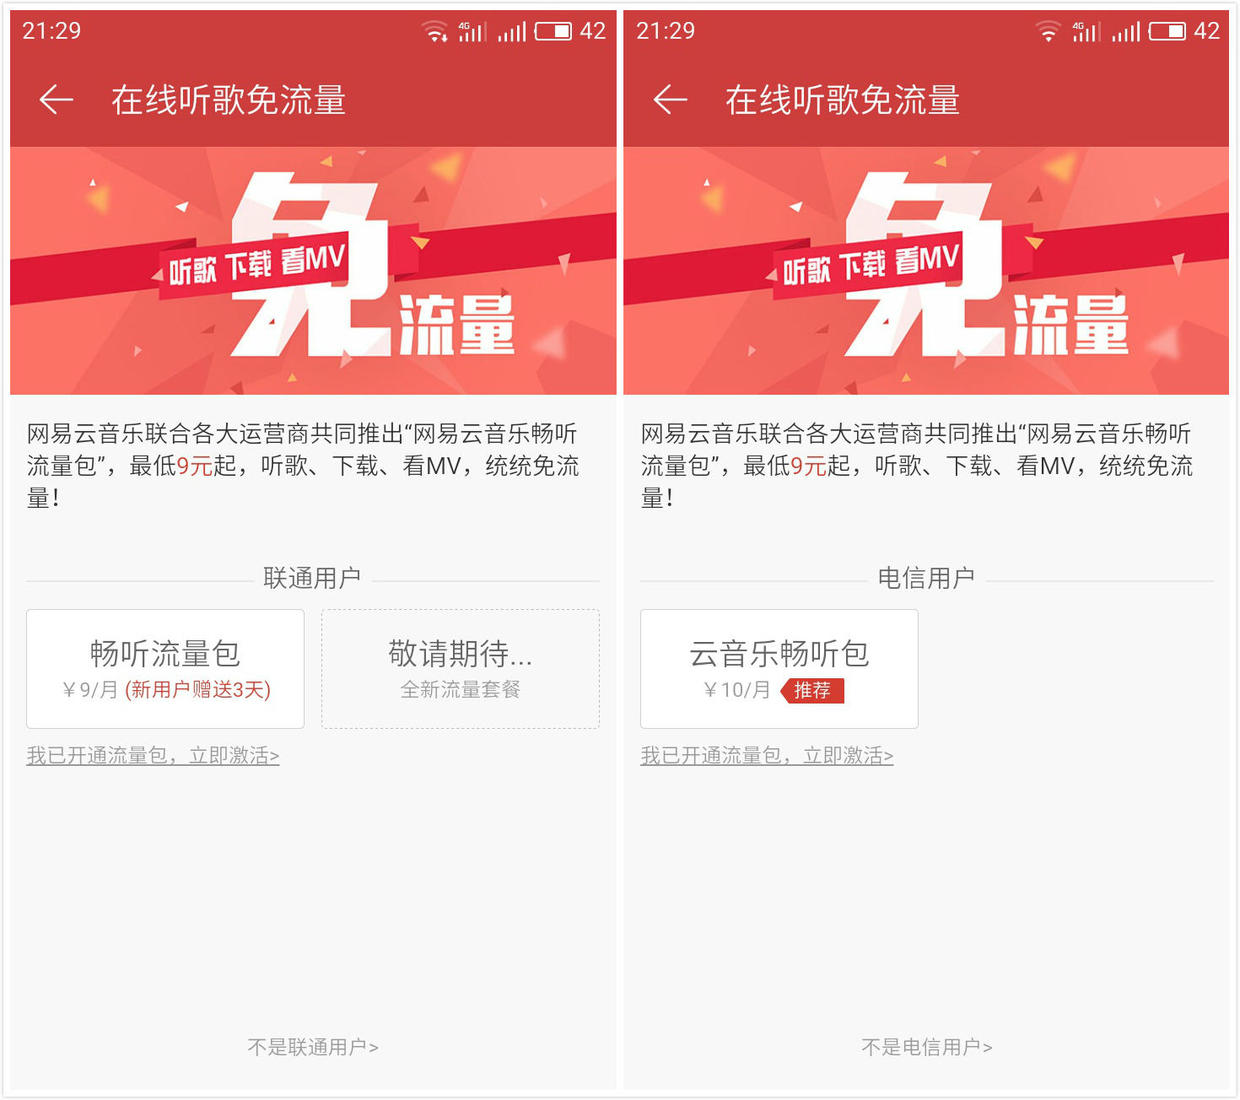 21:29
4G
42
在线听歌免流量
免
听歌 下载 看MV
流量
网易云音乐联合各大运营商共同推出“网易云音乐畅听
流量包”，最低9元起，听歌、下载、看MV，统统免流
量！
联通用户
畅听流量包
￥9/月 (新用户赠送3天)
敬请期待...
全新流量套餐
我已开通流量包，立即激活>
不是联通用户>
21:29
4G
42
在线听歌免流量
免
听歌 下载 看MV
流量
网易云音乐联合各大运营商共同推出“网易云音乐畅听
流量包”，最低9元起，听歌、下载、看MV，统统免流
量！
电信用户
云音乐畅听包
￥10/月 推荐
我已开通流量包，立即激活>
不是电信用户>